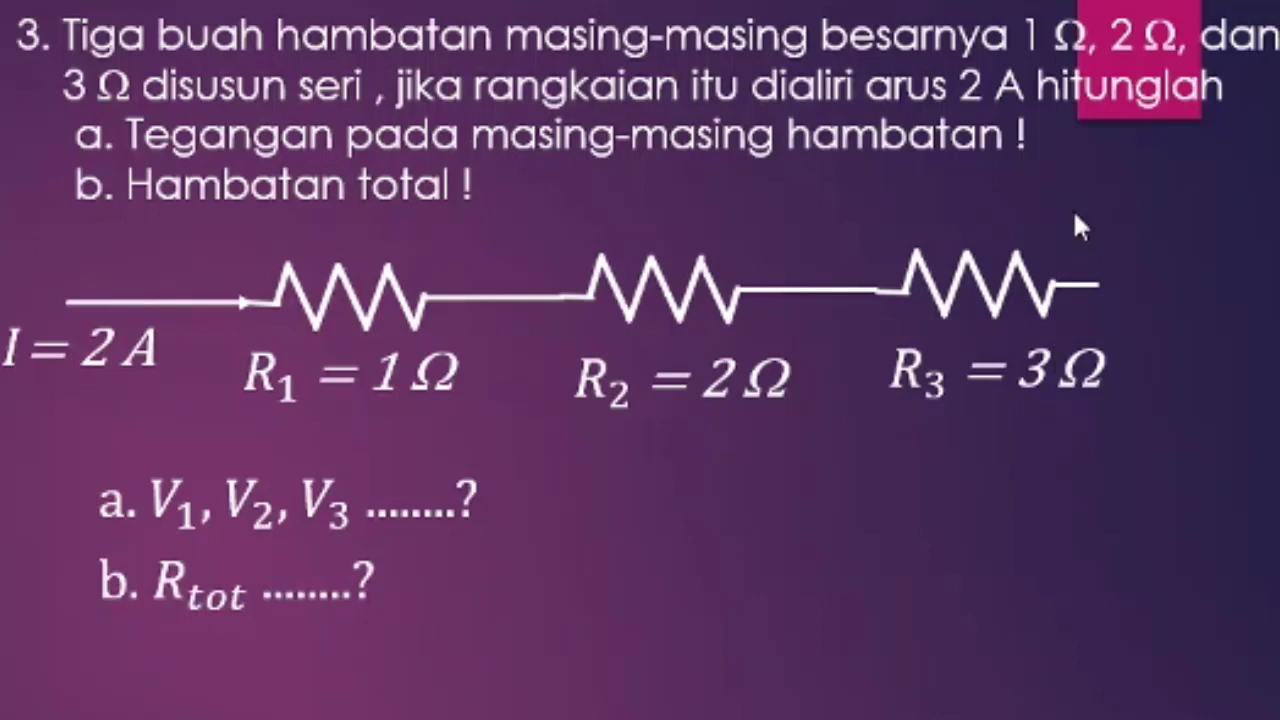 3. Tiga buah hambatan masing-masing besarnya 1 Ω, 2 Ω, dan
3 Ω disusun seri , jika rangkaian itu dialiri arus 2 A hitunglah
a. Tegangan pada masing-masing hambatan !
b. Hambatan total !
I = 2 A
R₁ = 1 Ω
R₂ = 2 Ω
R₃ = 3 Ω
a. V₁, V₂, V₃ ........?
b. Rₜₒₜ ........?